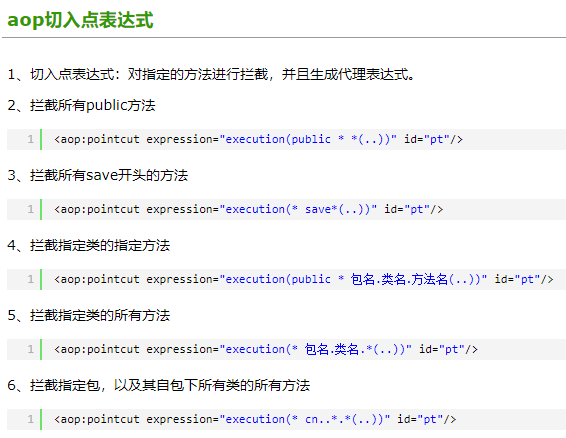 aop切入点表达式
1、切入点表达式：对指定的方法进行拦截，并且生成代理表达式。
2、拦截所有public方法
1 <aop:pointcut expression="execution(public * *(..))" id="pt"/>
3、拦截所有save开头的方法
1 <aop:pointcut expression="execution(* save*(..))" id="pt"/>
4、拦截指定类的指定方法
1 <aop:pointcut expression="execution(public * 包名.类名.方法名(..))" id="pt"/>
5、拦截指定类的所有方法
1 <aop:pointcut expression="execution(* 包名.类名.*(..))" id="pt"/>
6、拦截指定包，以及其自包下所有类的所有方法
1 <aop:pointcut expression="execution(* cn..*.*(..))" id="pt"/>